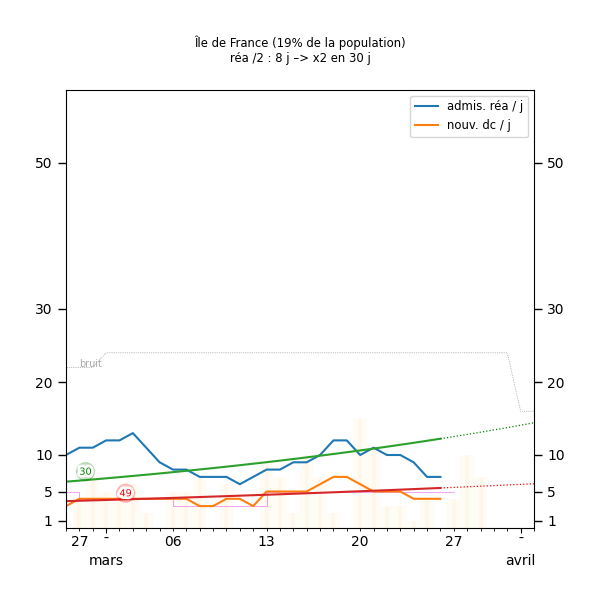 Île de France (19% de la population)
réa /2 : 8 j –> x2 en 30 j
admis. réa / j
nouv. dc / j
50 50
30 30
bruit
20 20
10 10
30
49
5 5
1 1
27 - 06 13 20 27 -
mars avril